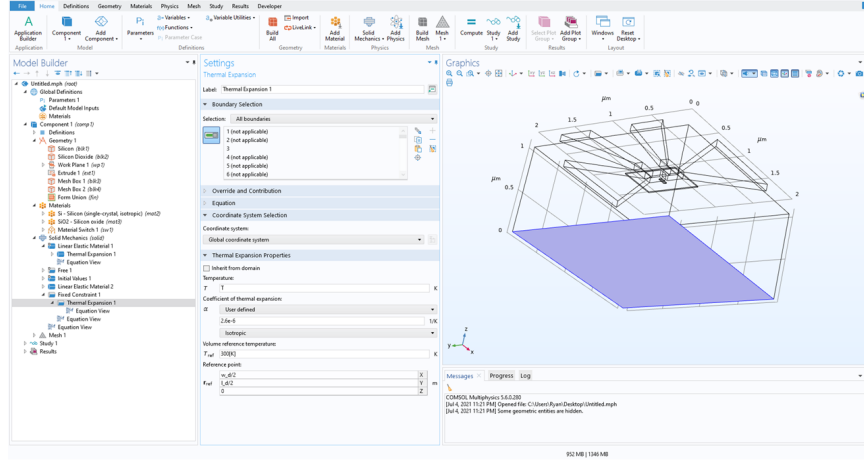 File Home Definitions Geometry Materials Physics Mesh Study Results Developer
Application Builder
Component 1
Add Component
Parameters
Variables
Functions
Parameter Case
Variable Utilities
Build All
Import
LiveLink
Add Material
Solid Mechanics
Add Physics
Build Mesh
Mesh 1
Compute
Study 1
Add Study
Select Plot Group
Add Plot Group
Windows
Reset Desktop
Application Model Definitions Geometry Materials Physics Mesh Study Results Layout
Model Builder
Untitled.mph (root)
Global Definitions
Parameters 1
Default Model Inputs
Materials
Component 1 (comp1)
Definitions
Geometry 1
Silicon (blk1)
Silicon Dioxide (blk2)
Work Plane 1 (wp1)
Extrude 1 (ext1)
Mesh Box 1 (blk3)
Mesh Box 2 (blk4)
Form Union (fin)
Materials
Si - Silicon (single-crystal, isotropic) (mat2)
SiO2 - Silicon oxide (mat3)
Material Switch 1 (sw1)
Solid Mechanics (solid)
Linear Elastic Material 1
Thermal Expansion 1
Equation View
Free 1
Initial Values 1
Linear Elastic Material 2
Fixed Constraint 1
Thermal Expansion 1
Equation View
Equation View
Equation View
Mesh 1
Study 1
Results
Settings
Thermal Expansion
Label: Thermal Expansion 1
Boundary Selection
Selection: All boundaries
1 (not applicable)
2 (not applicable)
3
4 (not applicable)
5 (not applicable)
6 (not applicable)
Override and Contribution
Equation
Coordinate System Selection
Coordinate system:
Global coordinate system
Thermal Expansion Properties
Inherit from domain
Temperature:
T T K
Coefficient of thermal expansion:
α User defined
2.6e-6 1/K
Isotropic
Volume reference temperature:
Tref 300[K] K
Reference point:
w_d/2 X
rref l_d/2 Y m
0 Z
Graphics
μm
0 0
0.5
1
1.5
2
μm
0.5
1
1.5
2
1
μm
0.5
0
z
y
x
Messages Progress Log
COMSOL Multiphysics 5.6.0.280
[Jul 4, 2021 11:21 PM] Opened file: C:\Users\Ryan\Desktop\Untitled.mph
[Jul 4, 2021 11:21 PM] Some geometric entities are hidden.
952 MB | 1346 MB